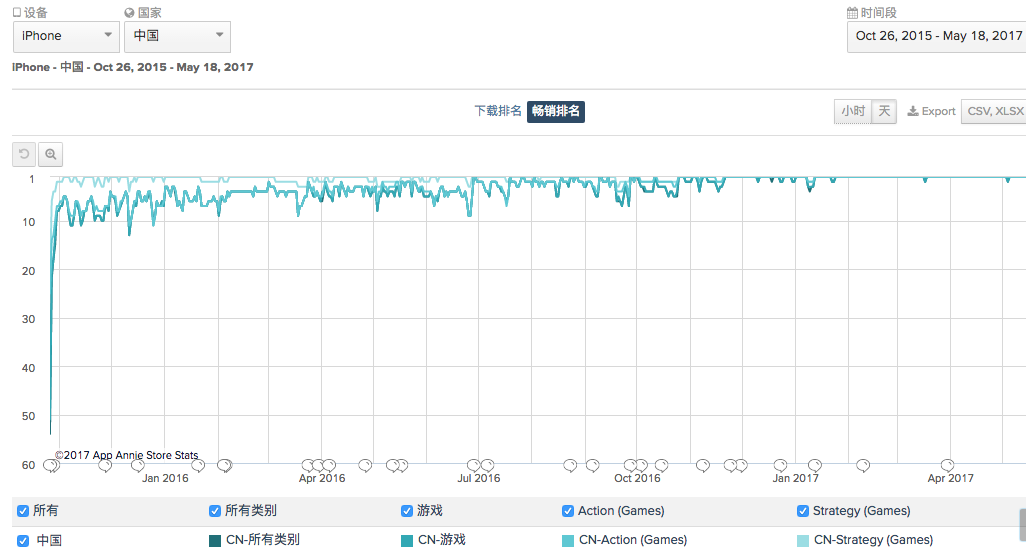 设备 国家 时间段
iPhone 中国 Oct 26, 2015 - May 18, 2017
iPhone - 中国 - Oct 26, 2015 - May 18, 2017
下载排名 畅销排名 小时 天 Export CSV, XLSX
1
10
20
30
40
50
©2017 App Annie Store Stats
60
Jan 2016 Apr 2016 Jul 2016 Oct 2016 Jan 2017 Apr 2017
所有 所有类别 游戏 Action (Games) Strategy (Games)
中国 CN-所有类别 CN-游戏 CN-Action (Games) CN-Strategy (Games)